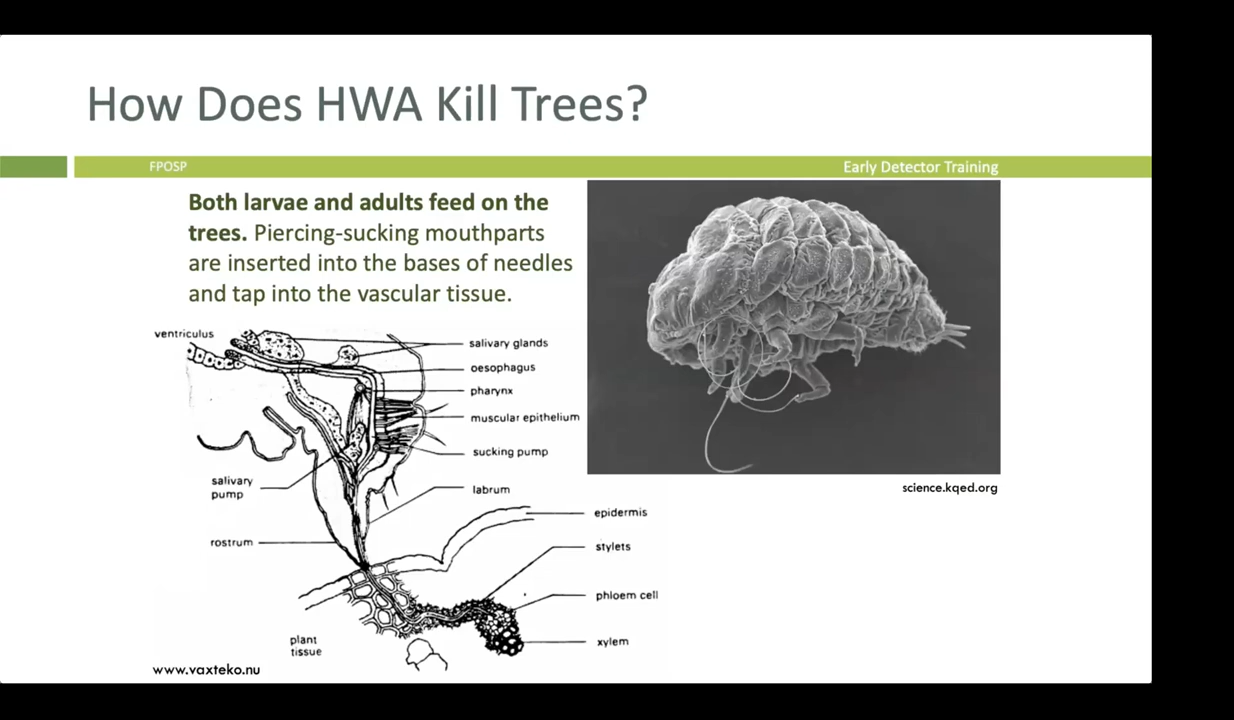 How Does HWA Kill Trees?
FPOSP
Early Detector Training
Both larvae and adults feed on the
trees. Piercing-sucking mouthparts
are inserted into the bases of needles
and tap into the vascular tissue.
ventriculus
salivary glands
oesophagus
pharynx
muscular epithelium
sucking pump
salivary
pump
labrum
rostrum
epidermis
stylets
phloem cell
xylem
plant
tissue
www.vaxteko.nu
science.kqed.org